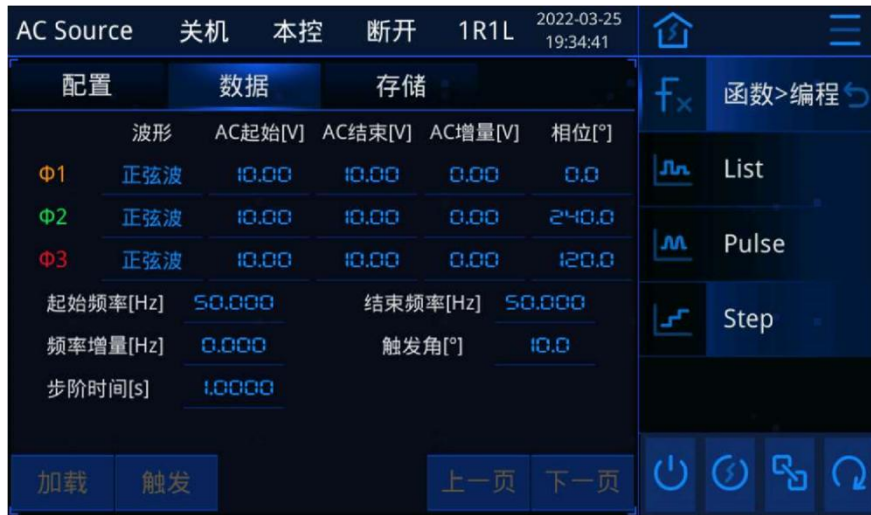 AC Source 关机 本控 断开 1R1L 2022-03-25 19:34:41
配置 数据 存储
波形 AC起始[V] AC结束[V] AC增量[V] 相位[°]
Φ1 正弦波 10.00 10.00 0.00 0.0
Φ2 正弦波 10.00 10.00 0.00 240.0
Φ3 正弦波 10.00 10.00 0.00 120.0
起始频率[Hz] 50.000 结束频率[Hz] 50.000
频率增量[Hz] 0.000 触发角[°] 10.0
步阶时间[s] 1.0000
加载 触发 上一页 下一页
fx 函数>编程
List
Pulse
Step